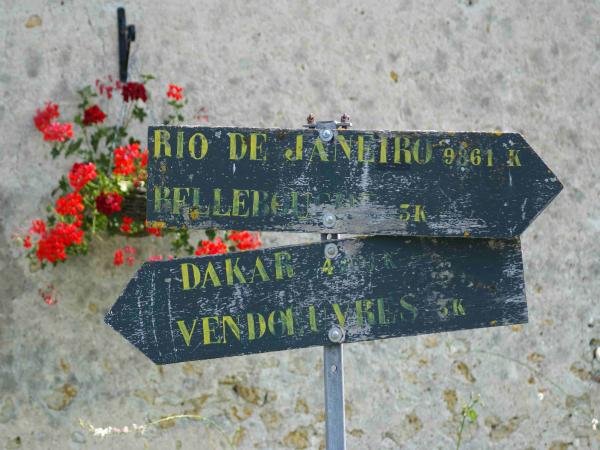 RIO DE JANEIRO 9861 K
3K
DAKAR
VENDOEUVRES 3K